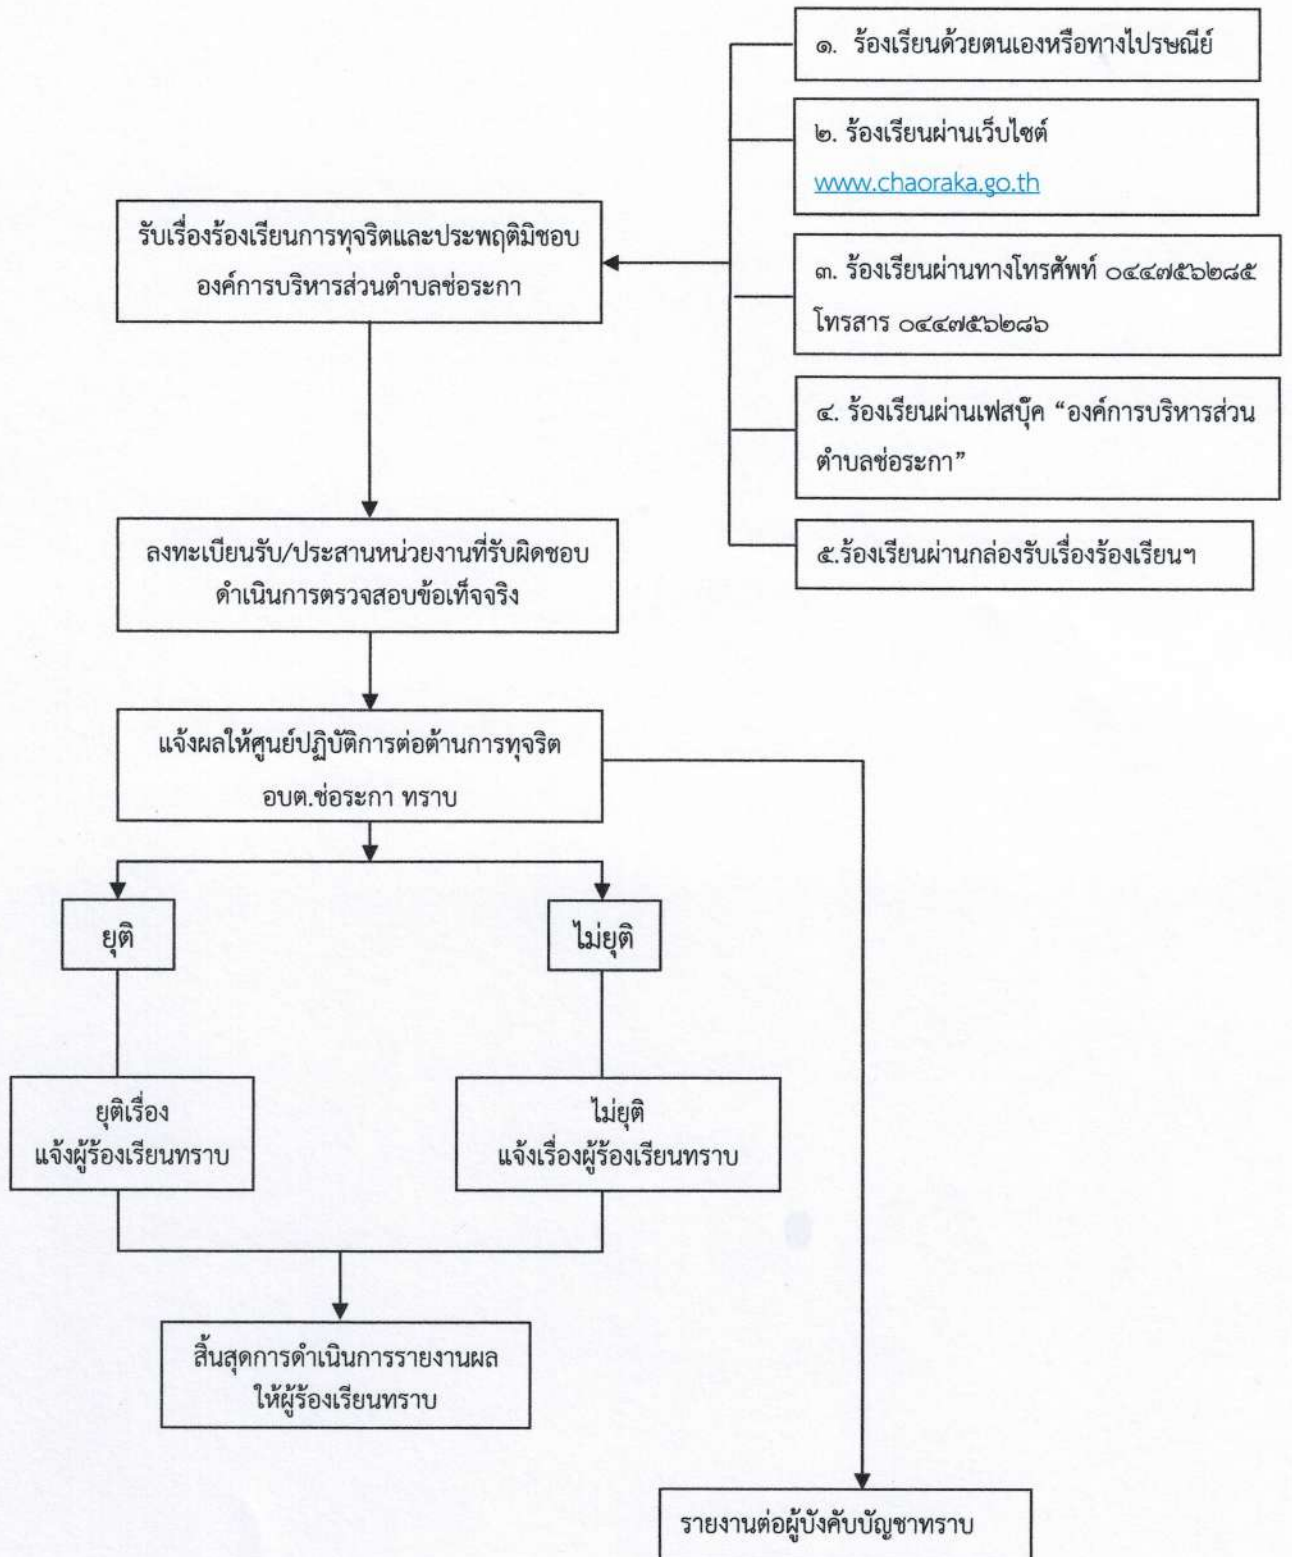 ๑. ร้องเรียนด้วยตนเองหรือทางไปรษณีย์
๒. ร้องเรียนผ่านเว็บไซต์
www.chaoraka.go.th
รับเรื่องร้องเรียนการทุจริตและประพฤติมิชอบ
องค์การบริหารส่วนตำบลช่อระกา
๓. ร้องเรียนผ่านทางโทรศัพท์ ๐๔๔๗๕๖๒๘๕
โทรสาร ๐๔๔๗๕๖๒๘๖
๔. ร้องเรียนผ่านเฟสบุ๊ค “องค์การบริหารส่วน
ตำบลช่อระกา”
๕.ร้องเรียนผ่านกล่องรับเรื่องร้องเรียนฯ
ลงทะเบียนรับ/ประสานหน่วยงานที่รับผิดชอบ
ดำเนินการตรวจสอบข้อเท็จจริง
แจ้งผลให้ศูนย์ปฏิบัติการต่อต้านการทุจริต
อบต.ช่อระกา ทราบ
ยุติ
ไม่ยุติ
ยุติเรื่อง
แจ้งผู้ร้องเรียนทราบ
ไม่ยุติ
แจ้งเรื่องผู้ร้องเรียนทราบ
สิ้นสุดการดำเนินการรายงานผล
ให้ผู้ร้องเรียนทราบ
รายงานต่อผู้บังคับบัญชาทราบ